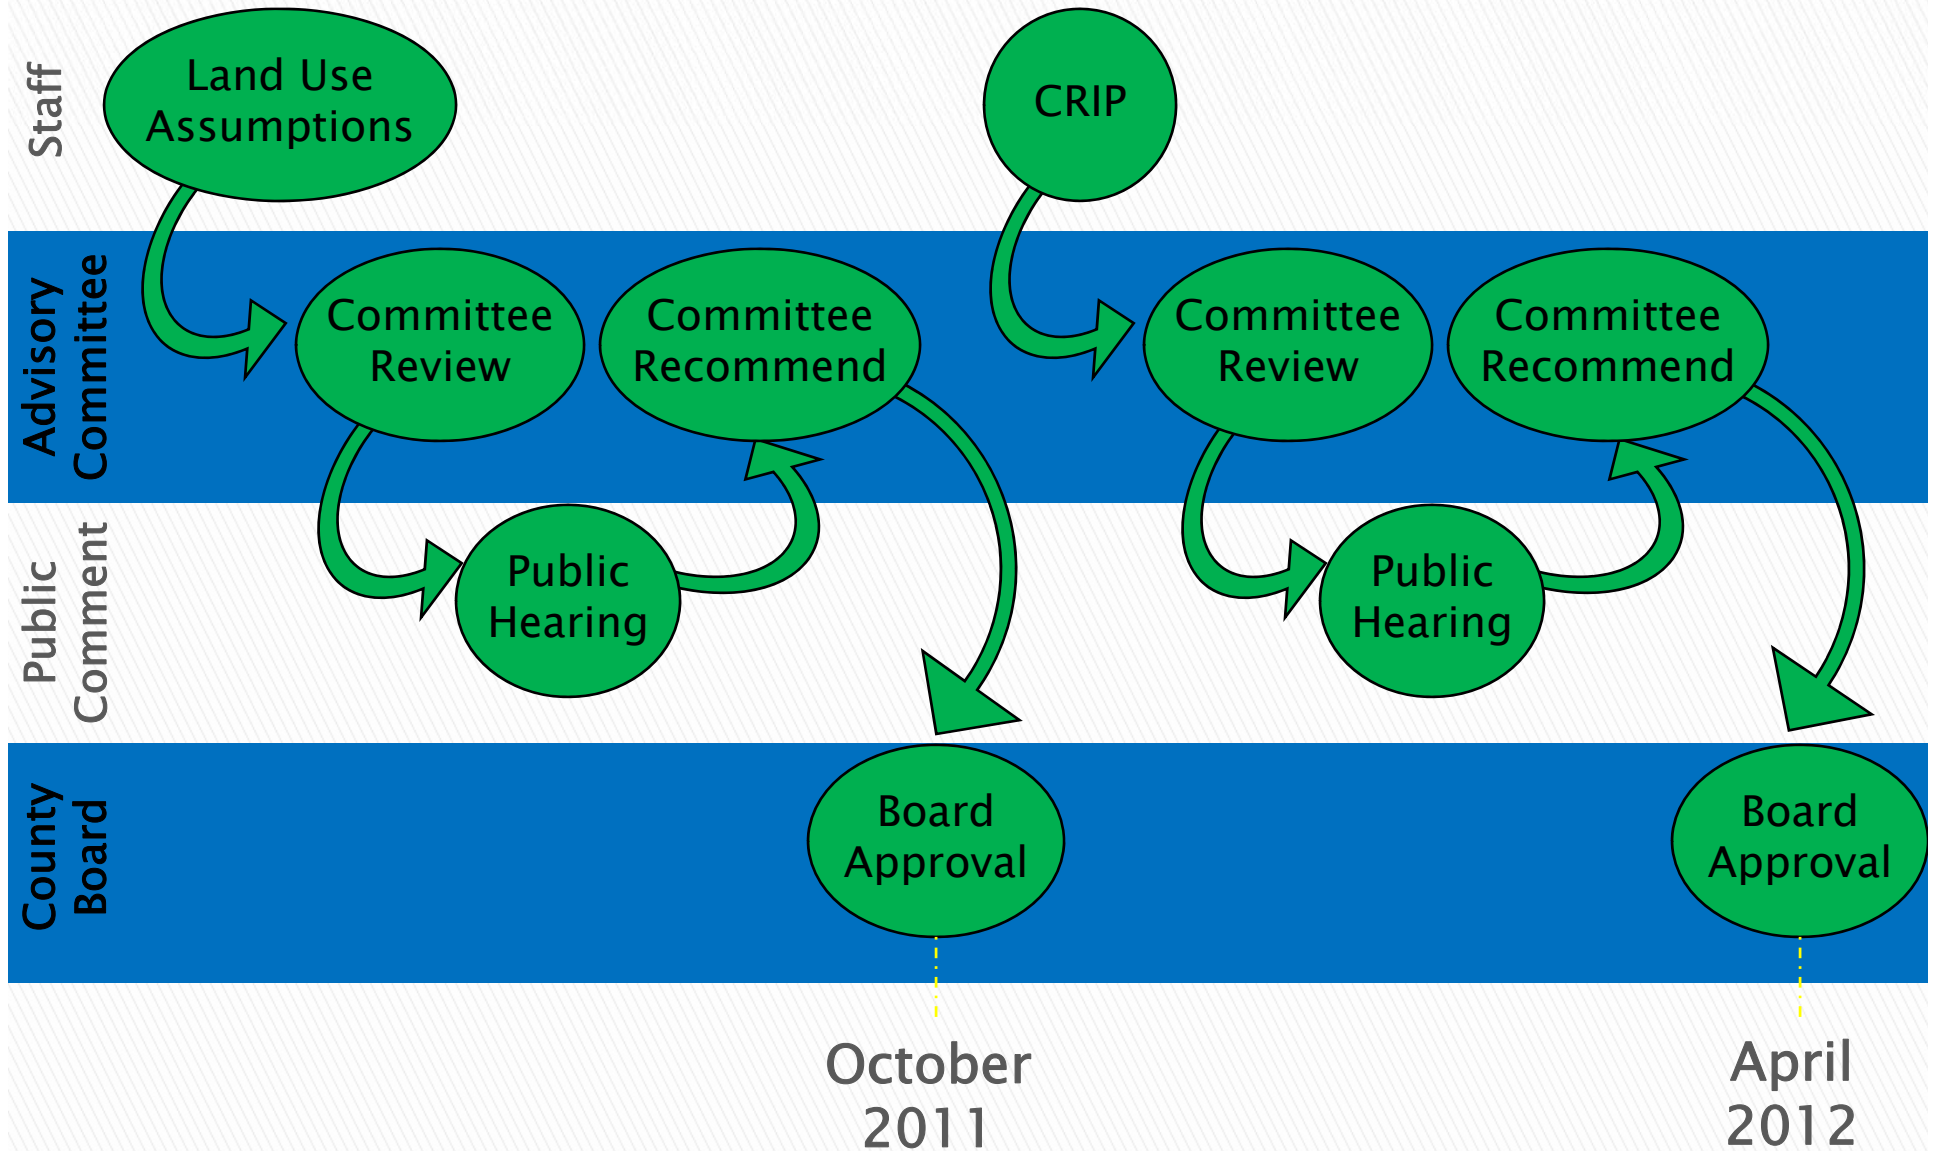 Staff
Land Use
Assumptions
CRIP
Advisory
Committee
Committee
Review
Committee
Recommend
Committee
Review
Committee
Recommend
Public
Comment
Public
Hearing
Public
Hearing
County
Board
Board
Approval
Board
Approval
October
2011
April
2012